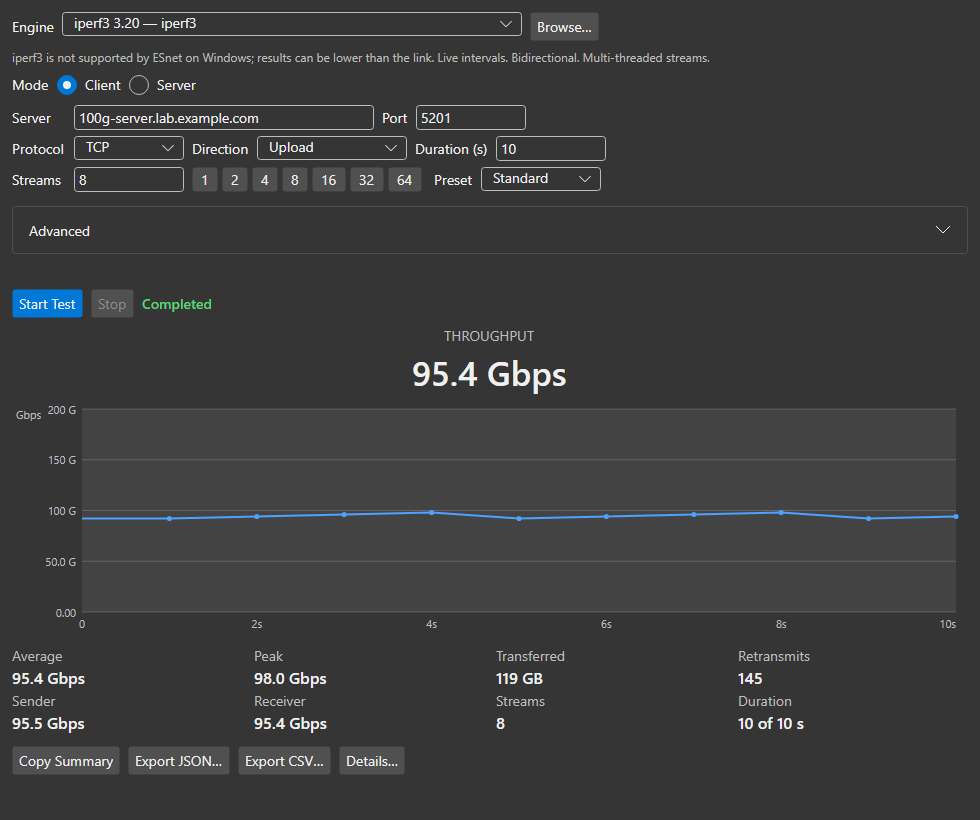 Engine iperf3 3.20 — iperf3 Browse...
iperf3 is not supported by ESnet on Windows; results can be lower than the link. Live intervals. Bidirectional. Multi-threaded streams.
Mode Client Server
Server 100g-server.lab.example.com Port 5201
Protocol TCP Direction Upload Duration (s) 10
Streams 8 1 2 4 8 16 32 64 Preset Standard
Advanced
Start Test Stop Completed
THROUGHPUT
95.4 Gbps
Gbps 200 G
150 G
100 G
50.0 G
0.00
0 2s 4s 6s 8s 10s
Average Peak Transferred Retransmits
95.4 Gbps 98.0 Gbps 119 GB 145
Sender Receiver Streams Duration
95.5 Gbps 95.4 Gbps 8 10 of 10 s
Copy Summary Export JSON... Export CSV... Details...